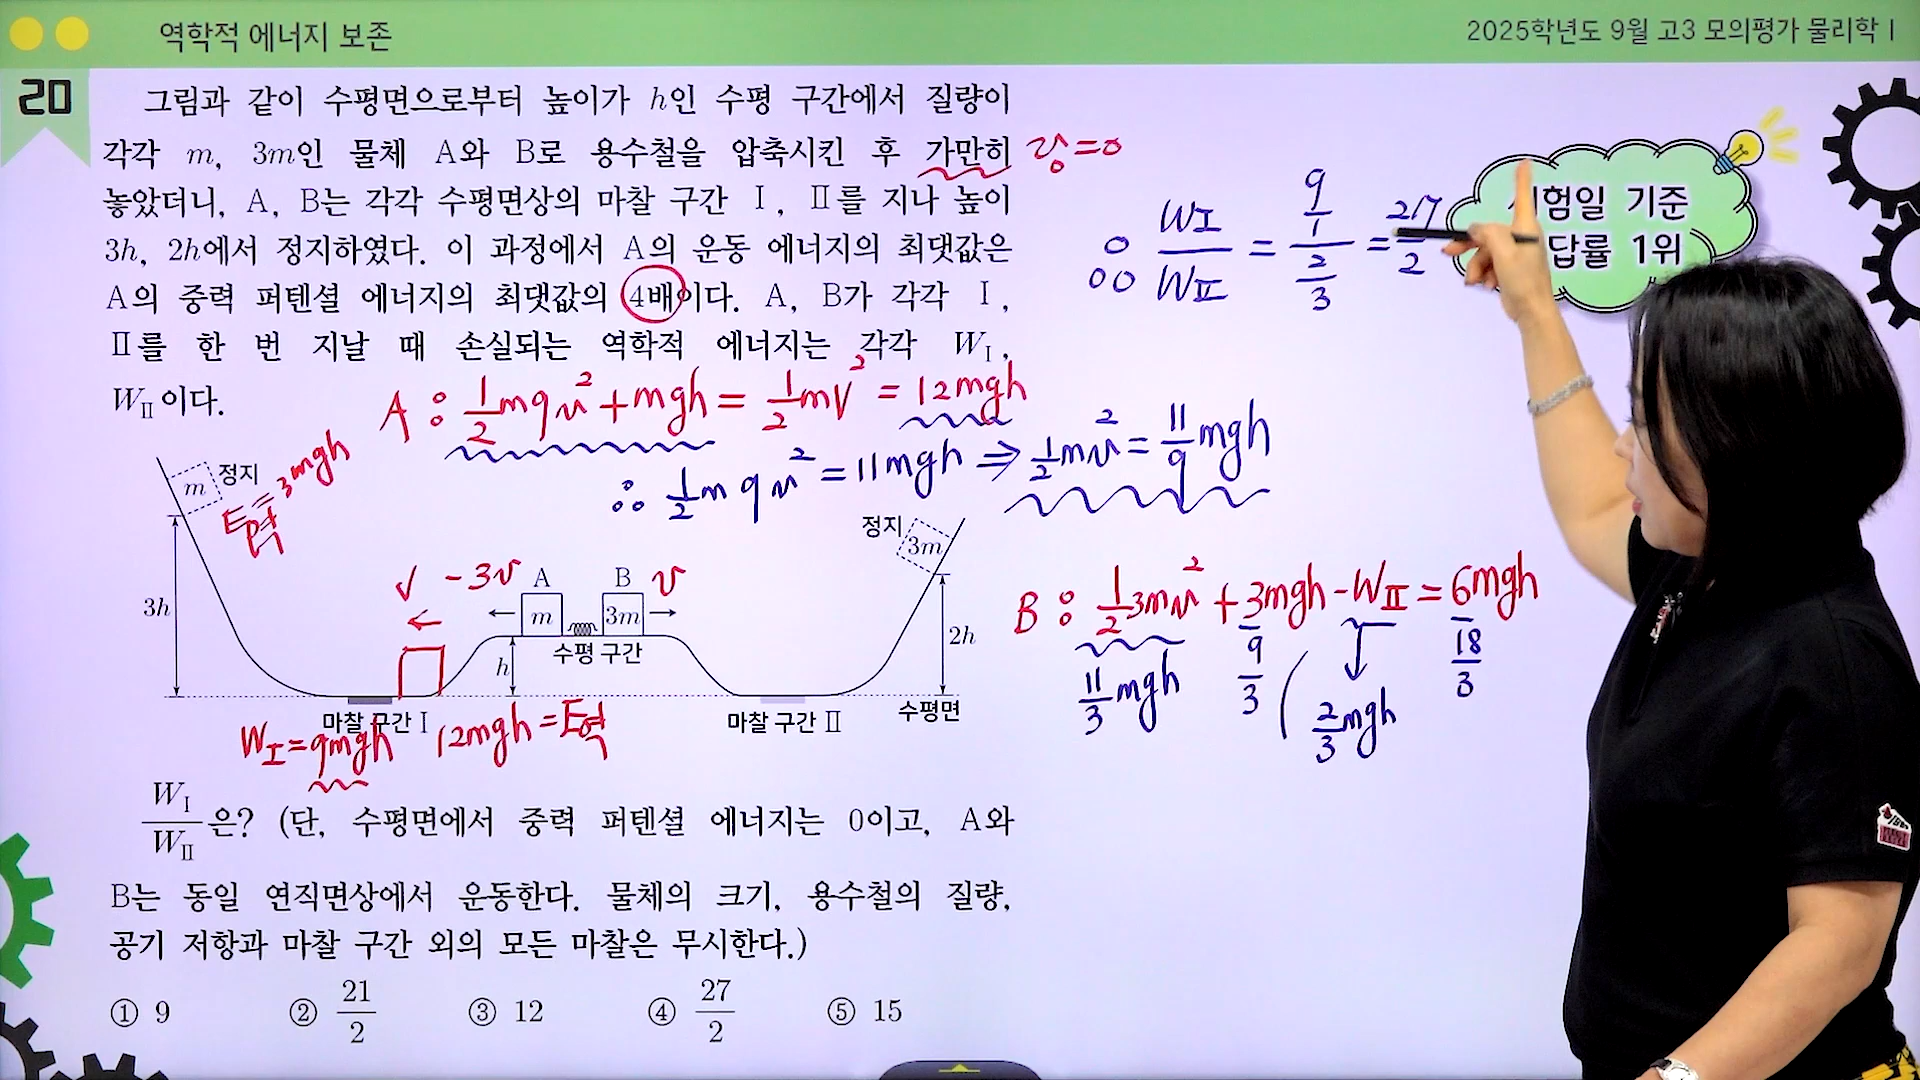 역학적 에너지 보존
2025학년도 9월 고3 모의평가 물리학Ⅰ
20
그림과 같이 수평면으로부터 높이가 h인 수평 구간에서 질량이
각각 m, 3m인 물체 A와 B로 용수철을 압축시킨 후 가만히
놓았더니, A, B는 각각 수평면상의 마찰 구간 Ⅰ, Ⅱ를 지나 높이
3h, 2h에서 정지하였다. 이 과정에서 A의 운동 에너지의 최댓값은
A의 중력 퍼텐셜 에너지의 최댓값의 4배이다. A, B가 각각 Ⅰ,
Ⅱ를 한 번 지날 때 손실되는 역학적 에너지는 각각 W_Ⅰ,
W_Ⅱ이다.
합=0
∴ W_Ⅰ/W_Ⅱ = (9/1)/(2/3) = 27/2
험일 기준
답률 1위
A : ½m9v²+mgh = ½mV² = 12mgh
∴ ½m9v² = 11mgh ⇒ ½mv² = 11/9 mgh
m 정지
E역=3mgh
3h
√ -3v
A
m
B
3m
v
수평 구간
h
정지
3m
2h
마찰 구간 Ⅰ
마찰 구간 Ⅱ
수평면
W_Ⅰ=9mgh
12mgh=E역
B : ½3mv² + 3mgh - W_Ⅱ = 6mgh
11/3 mgh
9/3
2/3 mgh
18/3
W_Ⅰ/W_Ⅱ은? (단, 수평면에서 중력 퍼텐셜 에너지는 0이고, A와
B는 동일 연직면상에서 운동한다. 물체의 크기, 용수철의 질량,
공기 저항과 마찰 구간 외의 모든 마찰은 무시한다.)
① 9 ② 21/2 ③ 12 ④ 27/2 ⑤ 15